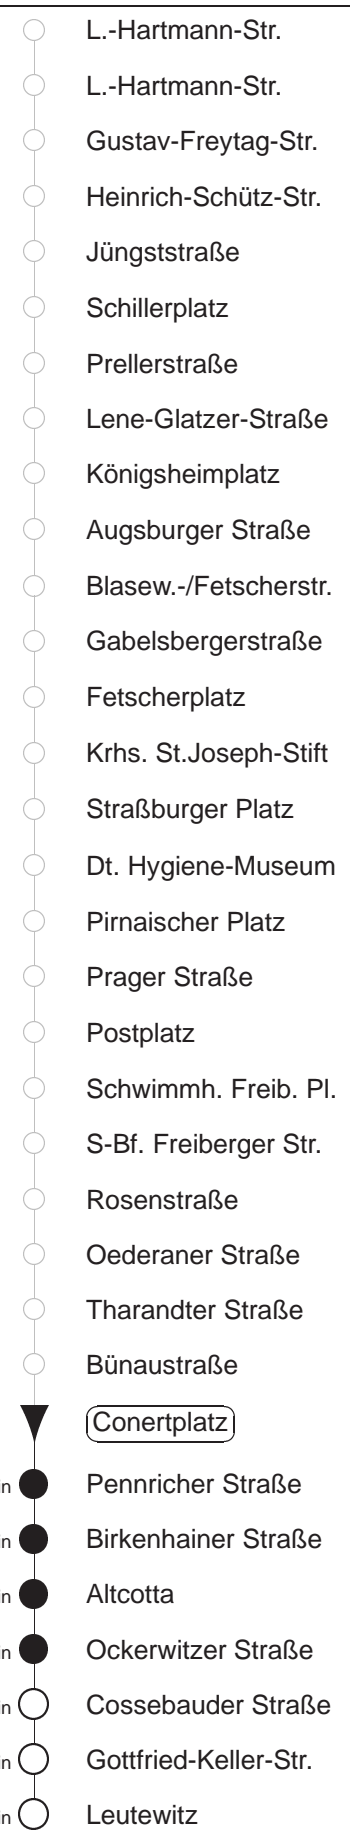 L.-Hartmann-Str.
L.-Hartmann-Str.
Gustav-Freytag-Str.
Heinrich-Schütz-Str.
Jüngststraße
Schillerplatz
Prellerstraße
Lene-Glatzer-Straße
Königsheimplatz
Augsburger Straße
Blasew.-/Fetscherstr.
Gabelsbergerstraße
Fetscherplatz
Krhs. St.Joseph-Stift
Straßburger Platz
Dt. Hygiene-Museum
Pirnaischer Platz
Prager Straße
Postplatz
Schwimmh. Freib. Pl.
S-Bf. Freiberger Str.
Rosenstraße
Oederaner Straße
Tharandter Straße
Bünaustraße
Conertplatz
Pennricher Straße
Birkenhainer Straße
Altcotta
Ockerwitzer Straße
Cossebauder Straße
Gottfried-Keller-Str.
Leutewitz